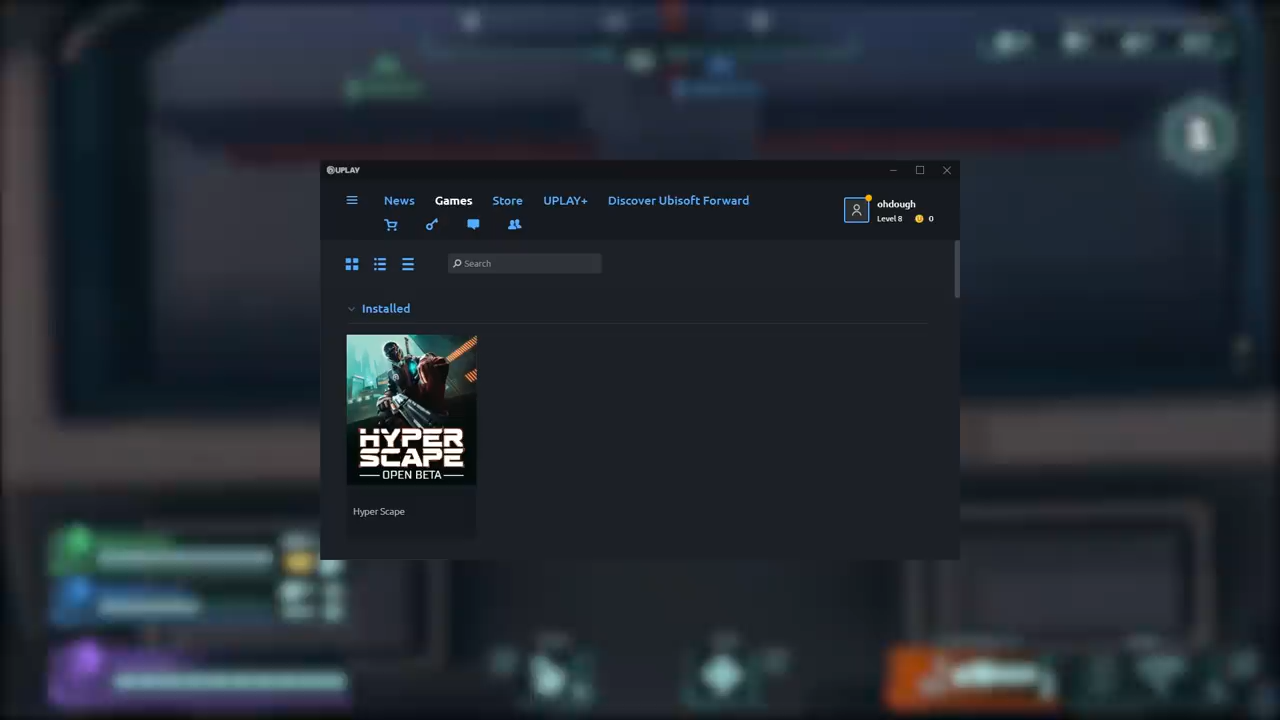 UPLAY
News Games Store UPLAY+ Discover Ubisoft Forward
ohdough
Level 8 0
Search
Installed
HYPER
SCAPE
OPEN BETA
Hyper Scape